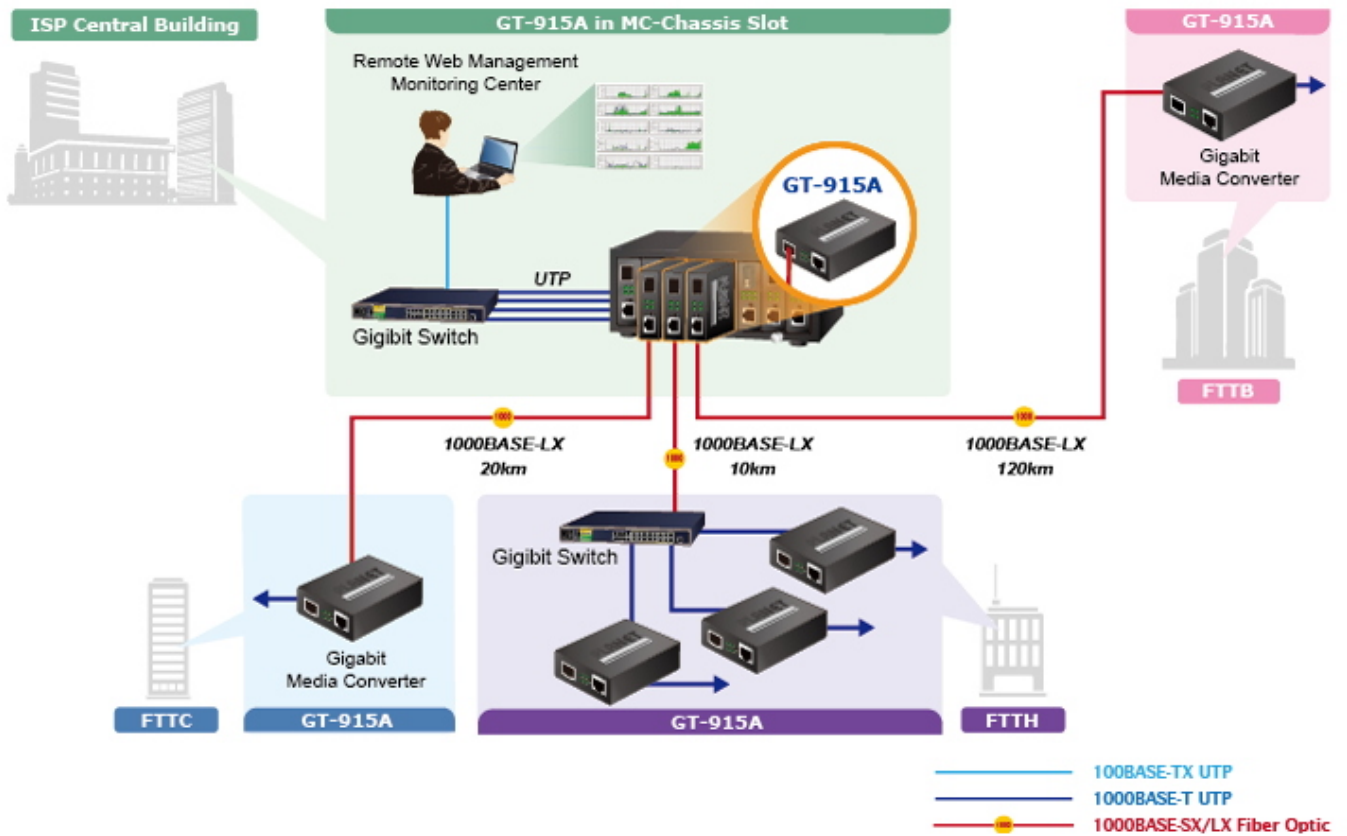 ISP Central Building
GT-915A in MC-Chassis Slot
GT-915A
Remote Web Management
Monitoring Center
GT-915A
Gigabit
Media Converter
UTP
Gigibit Switch
FTTB
1000BASE-LX
20km
1000BASE-LX
10km
1000BASE-LX
120km
Gigibit Switch
Gigabit
Media Converter
FTTC
GT-915A
GT-915A
FTTH
100BASE-TX UTP
1000BASE-T UTP
1000BASE-SX/LX Fiber Optic